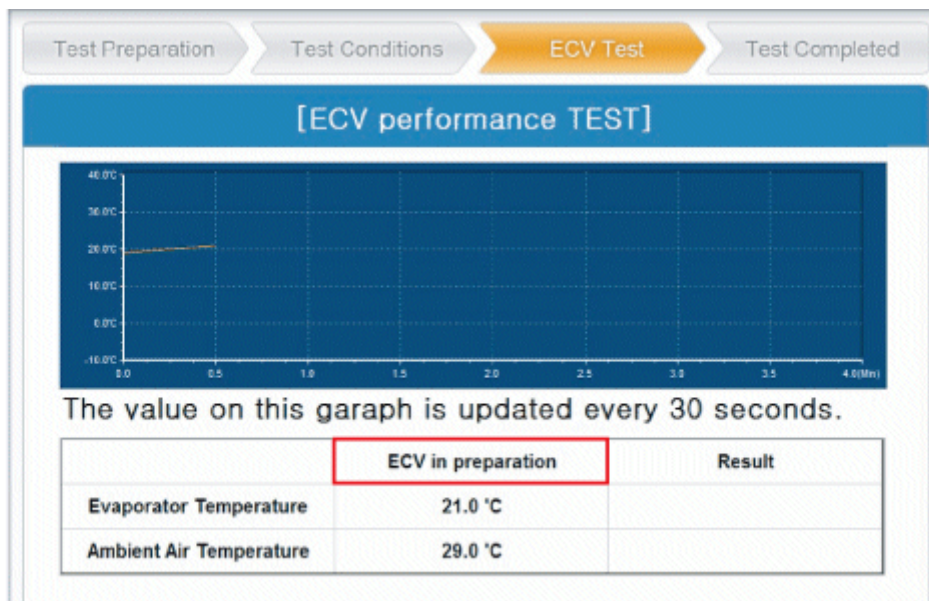 Test Preparation
Test Conditions
ECV Test
Test Completed
[ECV performance TEST]
40.0°C
30.0°C
20.0°C
10.0°C
0.0°C
-10.0°C
0.0 0.5 1.0 1.5 2.0 2.5 3.0 3.5 4.0(Min)
The value on this garaph is updated every 30 seconds.
ECV in preparation Result
Evaporator Temperature 21.0 °C
Ambient Air Temperature 29.0 °C